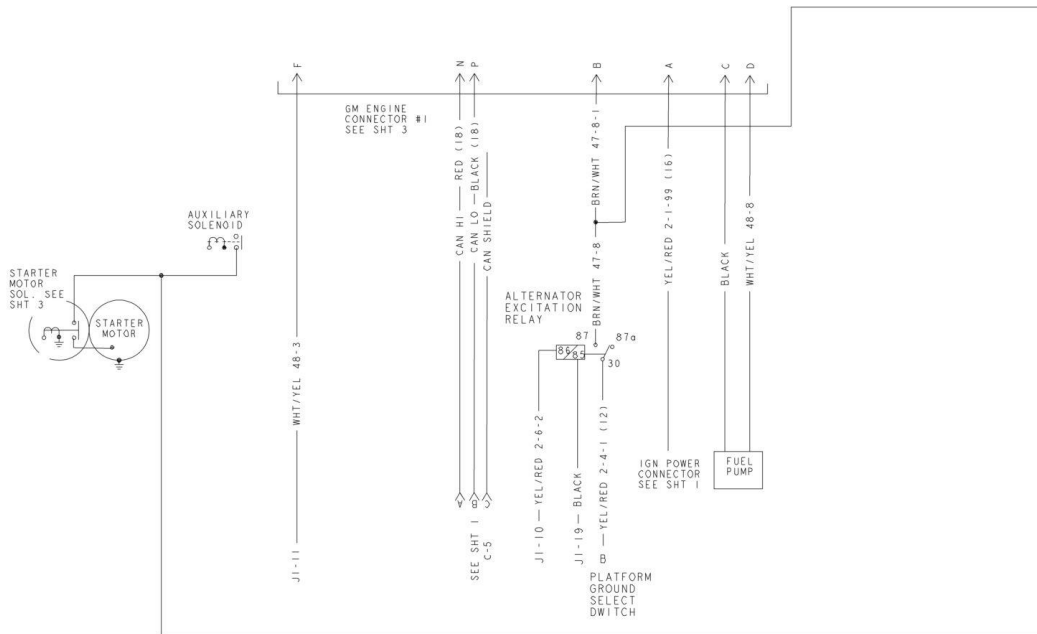 F
N
P
B
A
C
D
GM ENGINE
CONNECTOR #1
SEE SHT 3
CAN HI — RED (18)
CAN LO — BLACK (18)
CAN SHIELD
BRN/WHT 47-8-1
YEL/RED 2-1-99 (16)
BLACK
WHT/YEL 48-8
AUXILIARY
SOLENOID
STARTER
MOTOR
SOL. SEE
SHT 3
STARTER
MOTOR
WHT/YEL 48-3
J1-11
BRN/WHT 47-8
ALTERNATOR
EXCITATION
RELAY
87
87a
86
85
30
J1-10 — YEL/RED 2-6-2
J1-19 — BLACK
B — YEL/RED 2-4-1 (12)
A
B
C
SEE SHT 1
C-5
IGN POWER
CONNECTOR
SEE SHT 1
FUEL
PUMP
PLATFORM
GROUND
SELECT
DWITCH